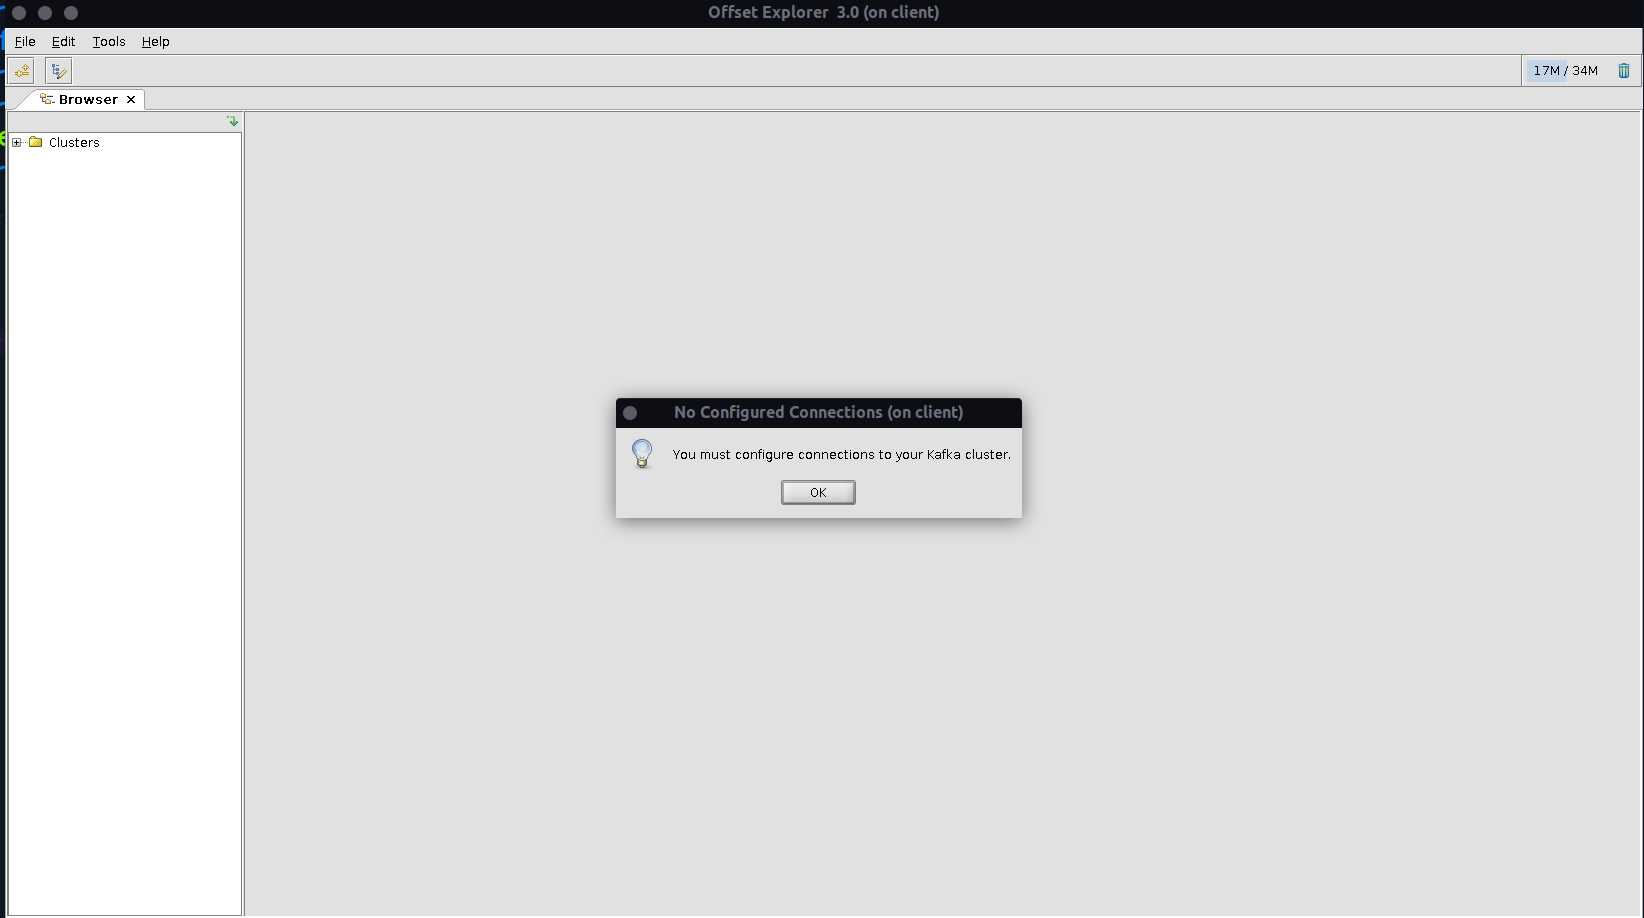 Offset Explorer  3.0 (on client)
File Edit Tools Help
17M / 34M
Browser
Clusters
No Configured Connections (on client)
You must configure connections to your Kafka cluster.
OK